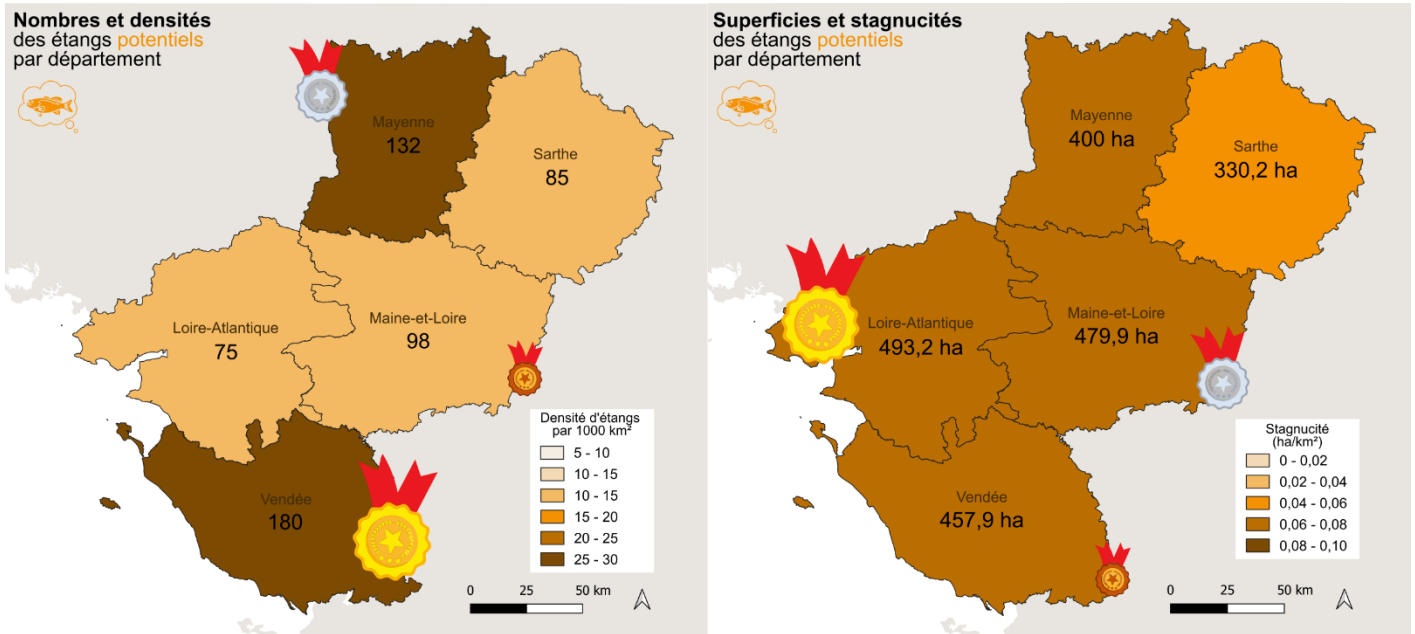 Nombres et densités
des étangs potentiels
par département
Mayenne
132
Sarthe
85
Loire-Atlantique
75
Maine-et-Loire
98
Vendée
180
Densité d'étangs
par 1000 km²
5 - 10
10 - 15
10 - 15
15 - 20
20 - 25
25 - 30
0 25 50 km
Superficies et stagnucités
des étangs potentiels
par département
Mayenne
400 ha
Sarthe
330,2 ha
Loire-Atlantique
493,2 ha
Maine-et-Loire
479,9 ha
Vendée
457,9 ha
Stagnucité
(ha/km²)
0 - 0,02
0,02 - 0,04
0,04 - 0,06
0,06 - 0,08
0,08 - 0,10
0 25 50 km